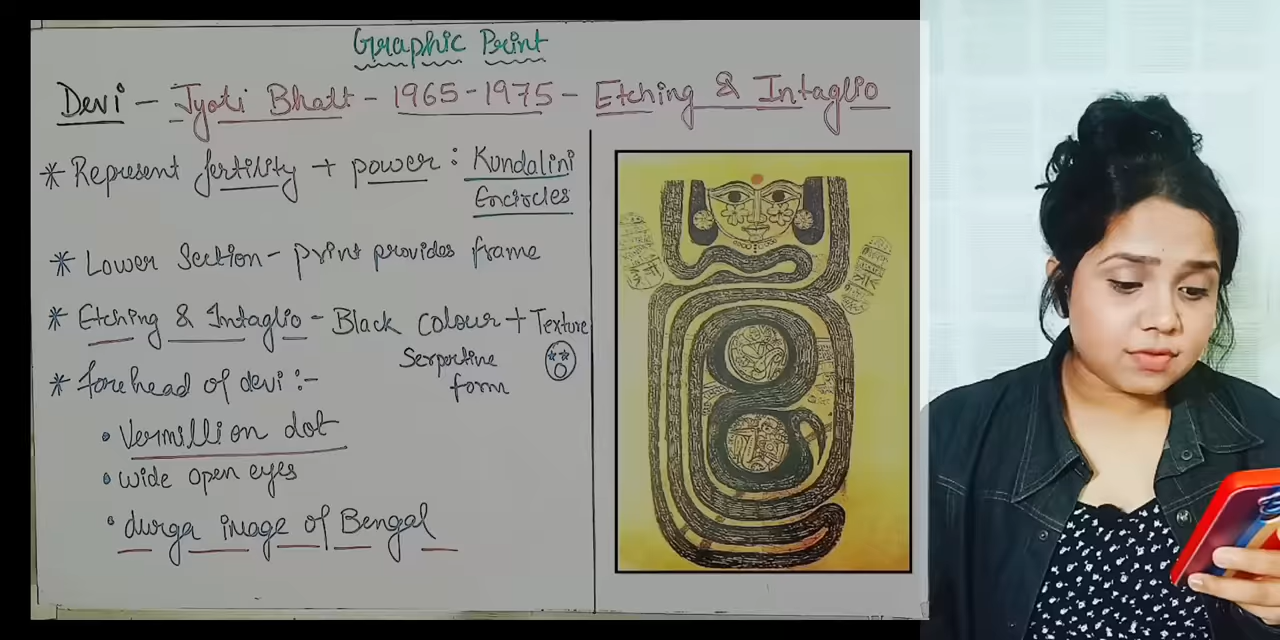 Graphic Print
Devi - Jyoti Bhatt - 1965-1975 - Etching & Intaglio
* Represent fertility + power : Kundalini
Encircles
* Lower Section - print provides frame
* Etching & Intaglio - Black colour + Texture
Serpertine
form
* forehead of devi :-
• Vermillion dot
• wide open eyes
• durga image of Bengal